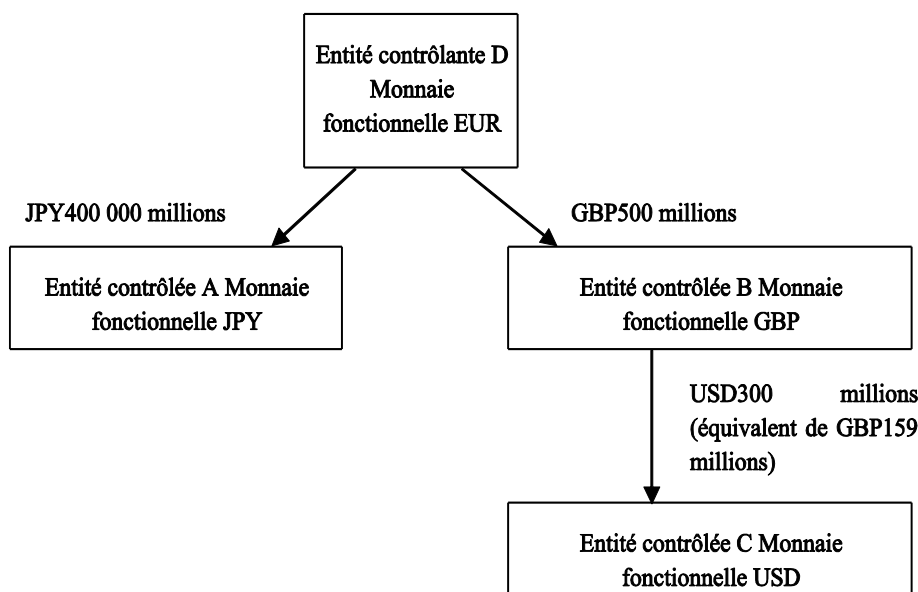 Entité contrôlante D
Monnaie
fonctionnelle EUR
JPY400 000 millions
GBP500 millions
Entité contrôlée A Monnaie
fonctionnelle JPY
Entité contrôlée B Monnaie
fonctionnelle GBP
USD300 millions
(équivalent de GBP159
millions)
Entité contrôlée C Monnaie
fonctionnelle USD